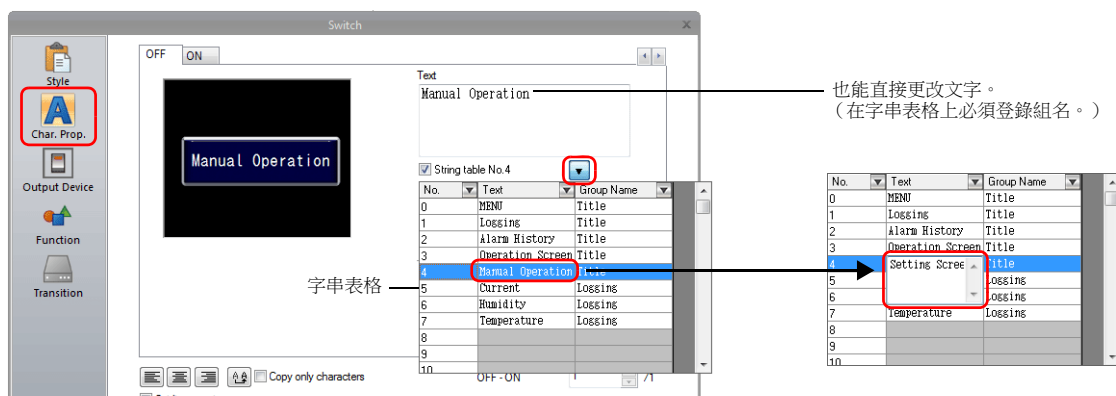 Switch
x
Style
Char. Prop.
Output Device
Function
Transition
OFF ON
Manual Operation
Text
Manual Operation
String table No.4
No. Text Group Name
0 MENU Title
1 Logging Title
2 Alarm History Title
3 Operation Screen Title
4 Manual Operation Title
5 Current Logging
6 Humidity Logging
7 Temperature Logging
8
9
10
字串表格
Copy only characters
OFF - ON /1
也能直接更改文字。
（在字串表格上必須登錄組名。）
No. Text Group Name
0 MENU Title
1 Logging Title
2 Alarm History Title
3 Operation Screen Title
4 Setting Scree Title
5 Logging
6 Logging
7 Temperature Logging
8
9
10